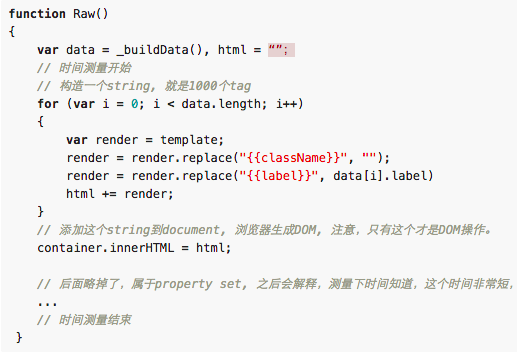 function Raw()
{
    var data = _buildData(), html = “”;
    // 时间测量开始
    // 构造一个string, 就是1000个tag
    for (var i = 0; i < data.length; i++)
    {
        var render = template;
        render = render.replace("{{className}}", "");
        render = render.replace("{{label}}", data[i].label)
        html += render;
    }
    // 添加这个string到document, 浏览器生成DOM, 注意，只有这个才是DOM操作。
    container.innerHTML = html;
    // 后面略掉了，属于property set, 之后会解释，测量下时间知道，这个时间非常短，
    ...
    // 时间测量结束
}